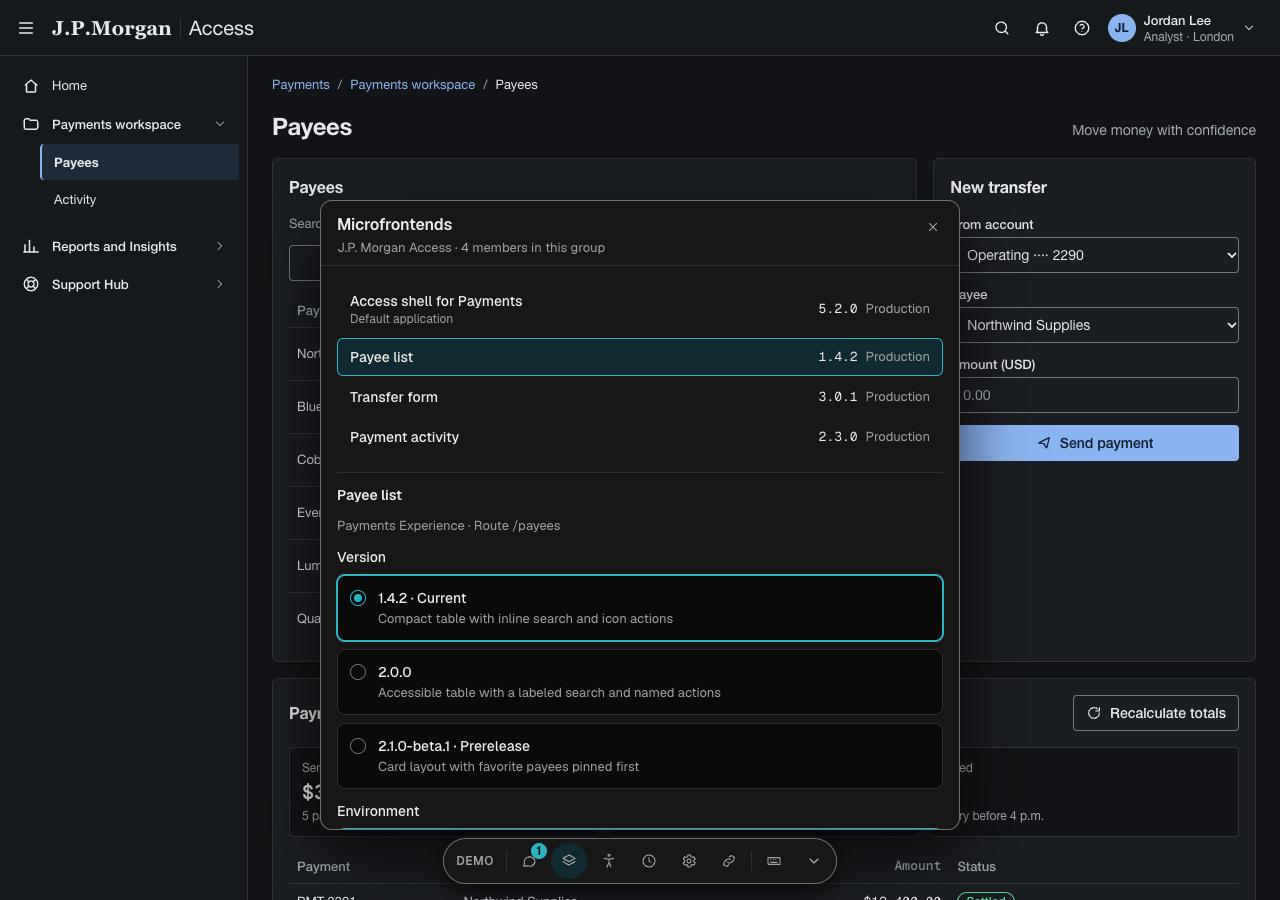 J.P.Morgan Access
Jordan Lee
JL
Analyst · London
Home
Payments workspace
Payees
Activity
Reports and Insights
Support Hub
Payments / Payments workspace / Payees
Payees
Move money with confidence
Payees
New transfer
Microfrontends
J.P. Morgan Access · 4 members in this group
Access shell for Payments
Default application
5.2.0 Production
Payee list 1.4.2 Production
Transfer form 3.0.1 Production
Payment activity 2.3.0 Production
Payee list
Payments Experience · Route /payees
Version
1.4.2 · Current
Compact table with inline search and icon actions
2.0.0
Accessible table with a labeled search and named actions
2.1.0-beta.1 · Prerelease
Card layout with favorite payees pinned first
Environment
account
Operating ···· 2290
Northwind Supplies
(USD)
0.00
Send payment
Recalculate totals
before 4 p.m.
DEMO
1
Payment Amount Status